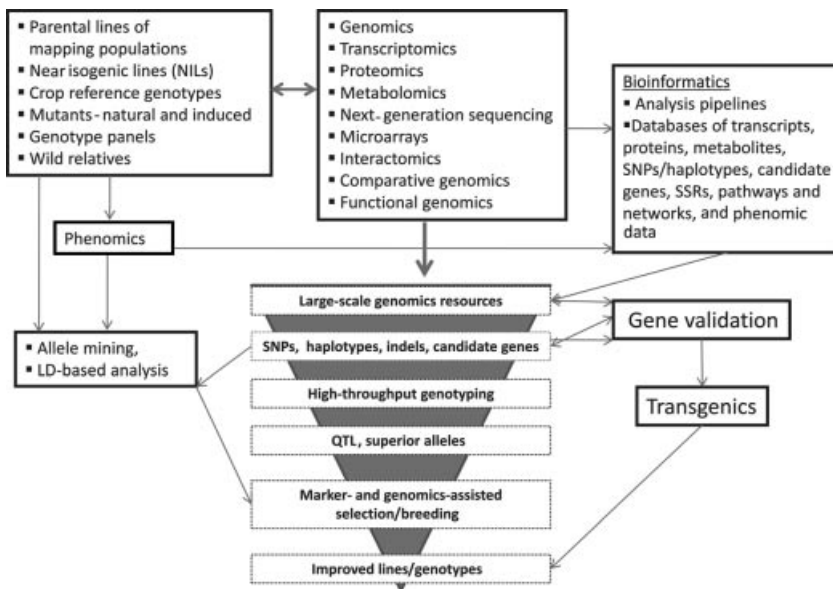 ▪ Parental lines of
mapping populations
▪ Near isogenic lines (NILs)
▪ Crop reference genotypes
▪ Mutants-natural and induced
▪ Genotype panels
▪ Wild relatives
▪ Genomics
▪ Transcriptomics
▪ Proteomics
▪ Metabolomics
▪ Next-generation sequencing
▪ Microarrays
▪ Interactomics
▪ Comparative genomics
▪ Functional genomics
Bioinformatics
▪ Analysis pipelines
▪Databases of transcripts,
proteins, metabolites,
SNPs/haplotypes, candidate
genes, SSRs, pathways and
networks, and phenomic
data
Phenomics
Large-scale genomics resources
Gene validation
▪ Allele mining,
▪ LD-based analysis
SNPs, haplotypes, indels, candidate genes
High-throughput genotyping
Transgenics
QTL, superior alleles
Marker- and genomics-assisted
selection/breeding
Improved lines/genotypes